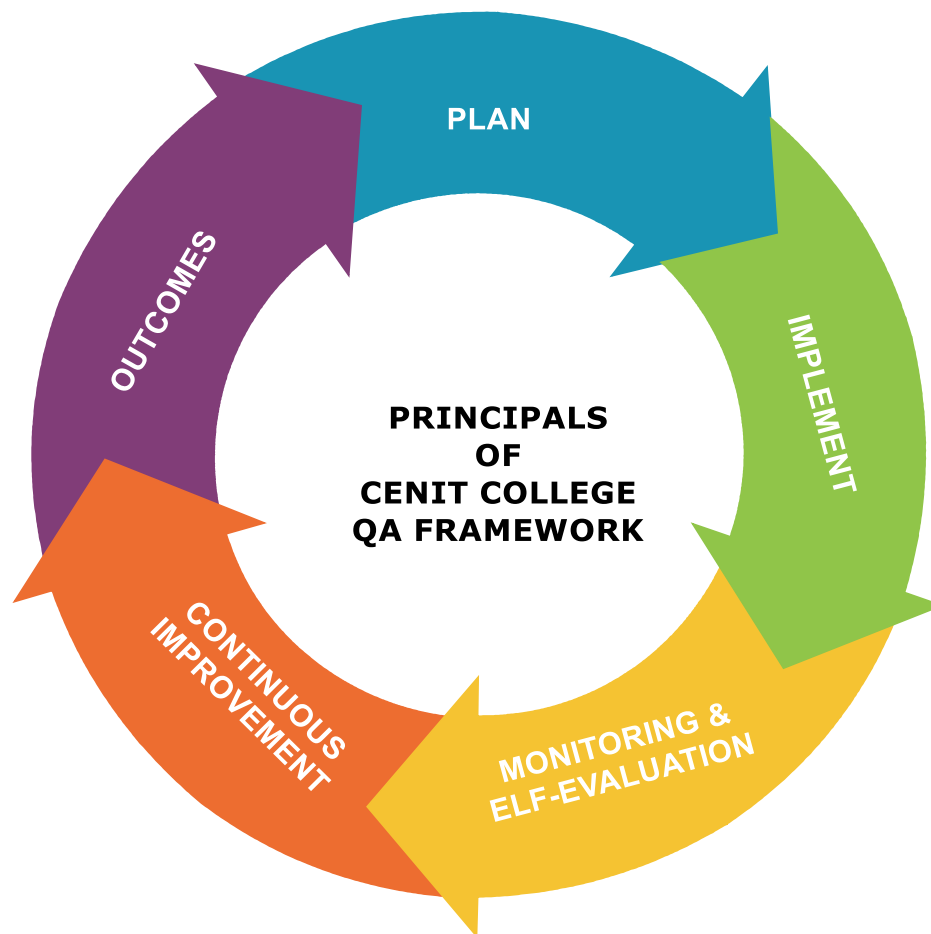 PLAN
IMPLEMENT
MONITORING &
ELF-EVALUATION
CONTINUOUS
IMPROVEMENT
OUTCOMES
PRINCIPALS
OF
CENIT COLLEGE
QA FRAMEWORK